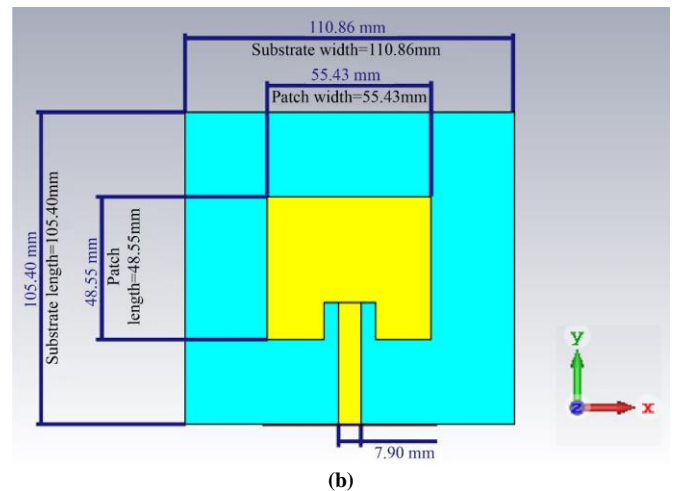 110.86 mm
Substrate width=110.86mm
55.43 mm
Patch width=55.43mm
105.40 mm
Substrate length=105.40mm
48.55 mm
Patch
length=48.55mm
y
z
x
7.90 mm
(b)